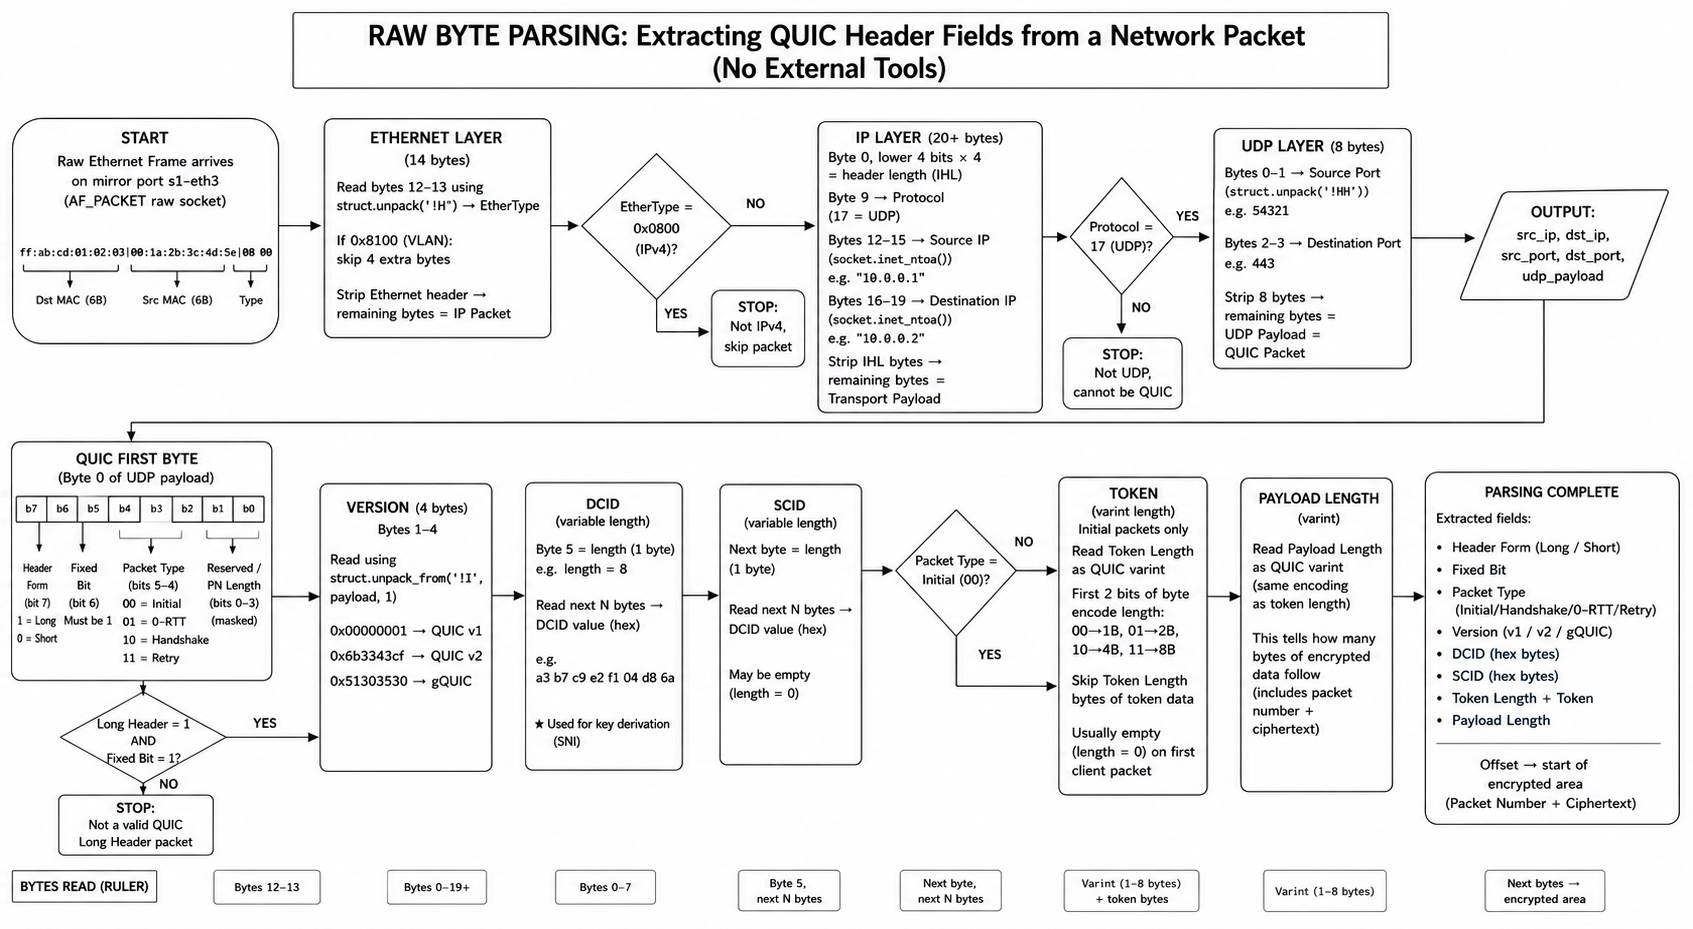 RAW BYTE PARSING: Extracting QUIC Header Fields from a Network Packet
(No External Tools)
START
Raw Ethernet Frame arrives
on mirror port s1-eth3
(AF_PACKET raw socket)
ff:ab:cd:01:02:03|00:1a:2b:3c:4d:5e|08 00
Dst MAC (6B)
Src MAC (6B)
Type
ETHERNET LAYER
(14 bytes)
Read bytes 12–13 using
struct.unpack('!H") → EtherType
If 0x8100 (VLAN):
skip 4 extra bytes
Strip Ethernet header →
remaining bytes = IP Packet
EtherType =
0x0800
(IPv4)?
NO
YES
STOP:
Not IPv4,
skip packet
IP LAYER (20+ bytes)
Byte 0, lower 4 bits × 4
= header length (IHL)
Byte 9 → Protocol
(17 = UDP)
Bytes 12–15 → Source IP
(socket.inet_ntoa())
e.g. "10.0.0.1"
Bytes 16–19 → Destination IP
(socket.inet_ntoa())
e.g. "10.0.0.2"
Strip IHL bytes →
remaining bytes =
Transport Payload
Protocol =
17 (UDP)?
YES
NO
STOP:
Not UDP,
cannot be QUIC
UDP LAYER (8 bytes)
Bytes 0–1 → Source Port
(struct.unpack('!HH'))
e.g. 54321
Bytes 2–3 → Destination Port
e.g. 443
Strip 8 bytes →
remaining bytes =
UDP Payload =
QUIC Packet
OUTPUT:
src_ip, dst_ip,
src_port, dst_port,
udp_payload
QUIC FIRST BYTE
(Byte 0 of UDP payload)
b7 b6 b5 b4 b3 b2 b1 b0
Header
Form
(bit 7)
1 = Long
0 = Short
Fixed
Bit
(bit 6)
Must be 1
Packet Type
(bits 5–4)
00 = Initial
01 = 0-RTT
10 = Handshake
11 = Retry
Reserved /
PN Length
(bits 0–3)
(masked)
Long Header = 1
AND
Fixed Bit = 1?
YES
NO
STOP:
Not a valid QUIC
Long Header packet
VERSION (4 bytes)
Bytes 1–4
Read using
struct.unpack_from('!I',
payload, 1)
0x00000001 → QUIC v1
0x6b3343cf → QUIC v2
0x51303530 → gQUIC
DCID
(variable length)
Byte 5 = length (1 byte)
e.g. length = 8
Read next N bytes →
DCID value (hex)
e.g.
a3 b7 c9 e2 f1 04 d8 6a
★ Used for key derivation
(SNI)
SCID
(variable length)
Next byte = length
(1 byte)
Read next N bytes →
DCID value (hex)
May be empty
(length = 0)
Packet Type =
Initial (00)?
NO
YES
TOKEN
(varint length)
Initial packets only
Read Token Length
as QUIC varint
First 2 bits of byte
encode length:
00→1B, 01→2B,
10→4B, 11→8B
Skip Token Length
bytes of token data
Usually empty
(length = 0) on first
client packet
PAYLOAD LENGTH
(varint)
Read Payload Length
as QUIC varint
(same encoding
as token length)
This tells how many
bytes of encrypted
data follow
(includes packet
number +
ciphertext)
PARSING COMPLETE
Extracted fields:
• Header Form (Long / Short)
• Fixed Bit
• Packet Type
(Initial/Handshake/0-RTT/Retry)
• Version (v1 / v2 / gQUIC)
• DCID (hex bytes)
• SCID (hex bytes)
• Token Length + Token
• Payload Length
Offset → start of
encrypted area
(Packet Number + Ciphertext)
BYTES READ (RULER)
Bytes 12–13
Bytes 0–19+
Bytes 0–7
Byte 5,
next N bytes
Next byte,
next N bytes
Varint (1–8 bytes)
+ token bytes
Varint (1–8 bytes)
Next bytes →
encrypted area